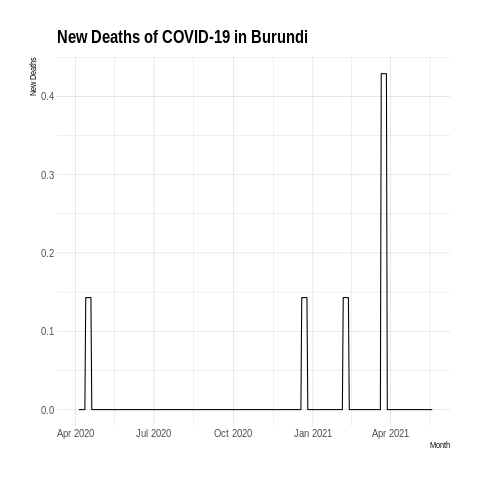 New Deaths of COVID-19 in Burundi
New Deaths
0.4
0.3
0.2
0.1
0.0
Apr 2020 Jul 2020 Oct 2020 Jan 2021 Apr 2021
Month